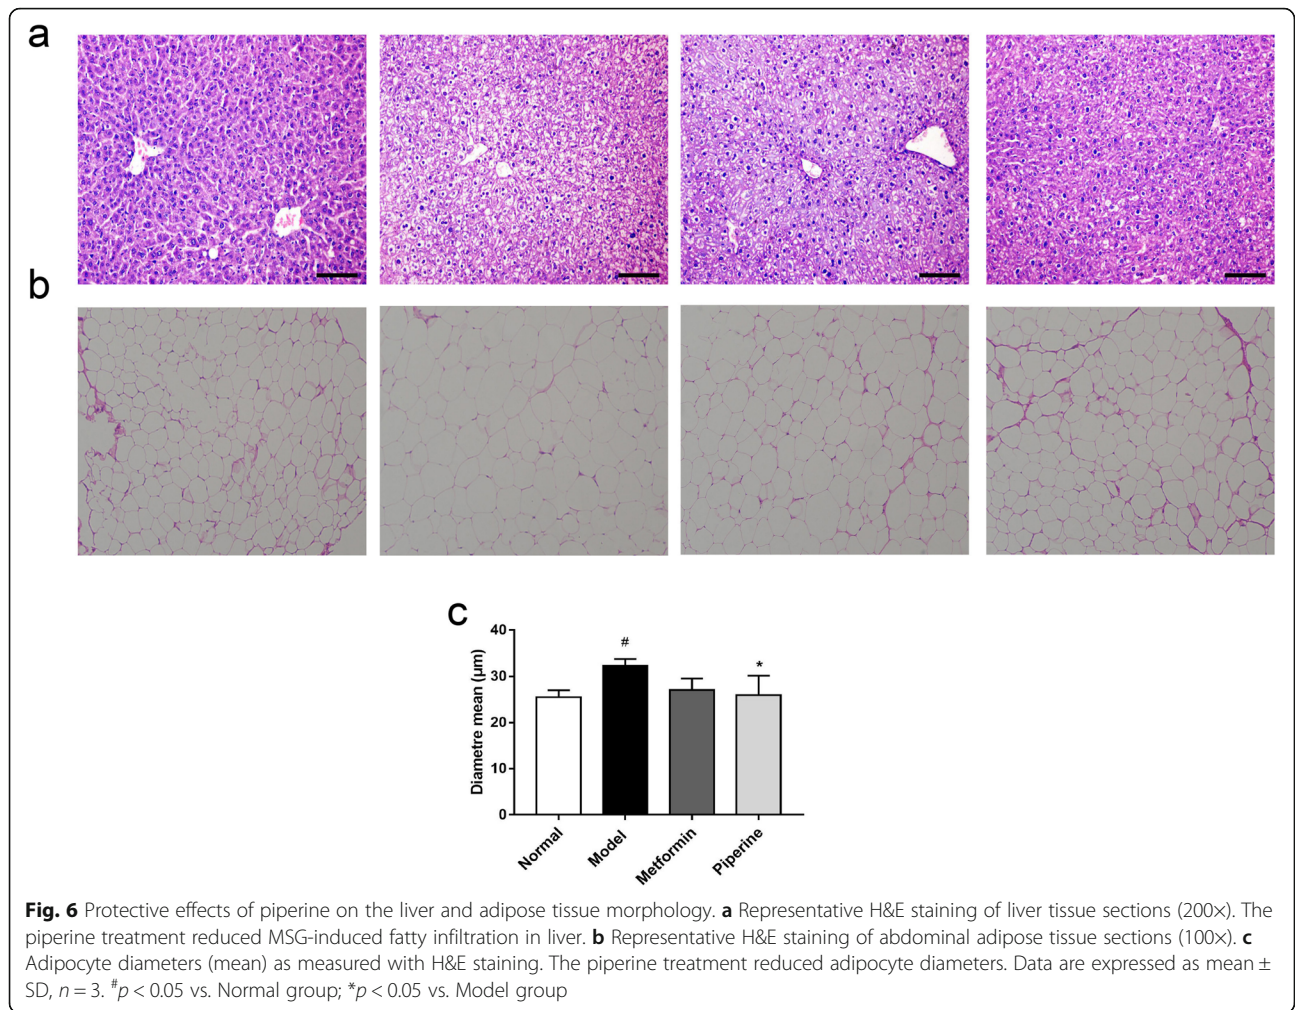 a
b
c
40
30
20
10
0
Diametre mean (μm)
#
*
Normal
Model
Metformin
Piperine
Fig. 6 Protective effects of piperine on the liver and adipose tissue morphology. a Representative H&E staining of liver tissue sections (200×). The
piperine treatment reduced MSG-induced fatty infiltration in liver. b Representative H&E staining of abdominal adipose tissue sections (100×). c
Adipocyte diameters (mean) as measured with H&E staining. The piperine treatment reduced adipocyte diameters. Data are expressed as mean ±
SD, n = 3. #p < 0.05 vs. Normal group; *p < 0.05 vs. Model group